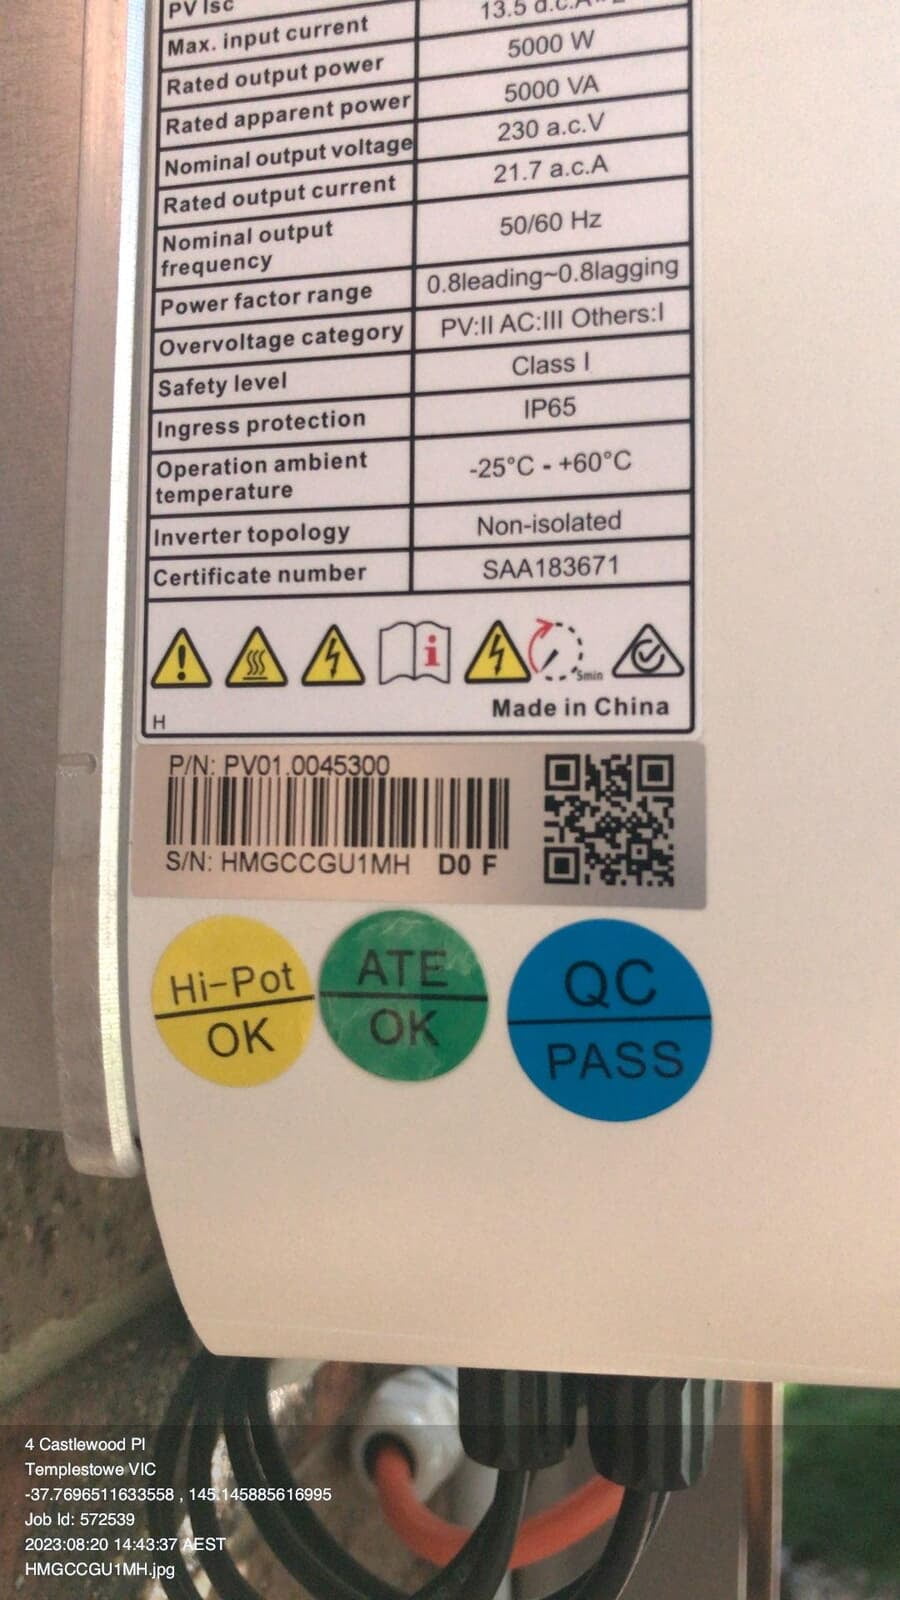 PV Isc 13.5 d.c.A*2
Max. input current
Rated output power 5000 W
Rated apparent power 5000 VA
Nominal output voltage 230 a.c.V
Rated output current 21.7 a.c.A
Nominal output frequency 50/60 Hz
Power factor range 0.8leading~0.8lagging
Overvoltage category PV:II AC:III Others:I
Safety level Class I
Ingress protection IP65
Operation ambient temperature -25°C - +60°C
Inverter topology Non-isolated
Certificate number SAA183671
5min
H Made in China
P/N: PV01.0045300
S/N: HMGCCGU1MH D0 F
Hi-Pot
OK
ATE
OK
QC
PASS
4 Castlewood Pl
Templestowe VIC
-37.7696511633558 , 145.145885616995
Job Id: 572539
2023:08:20 14:43:37 AEST
HMGCCGU1MH.jpg